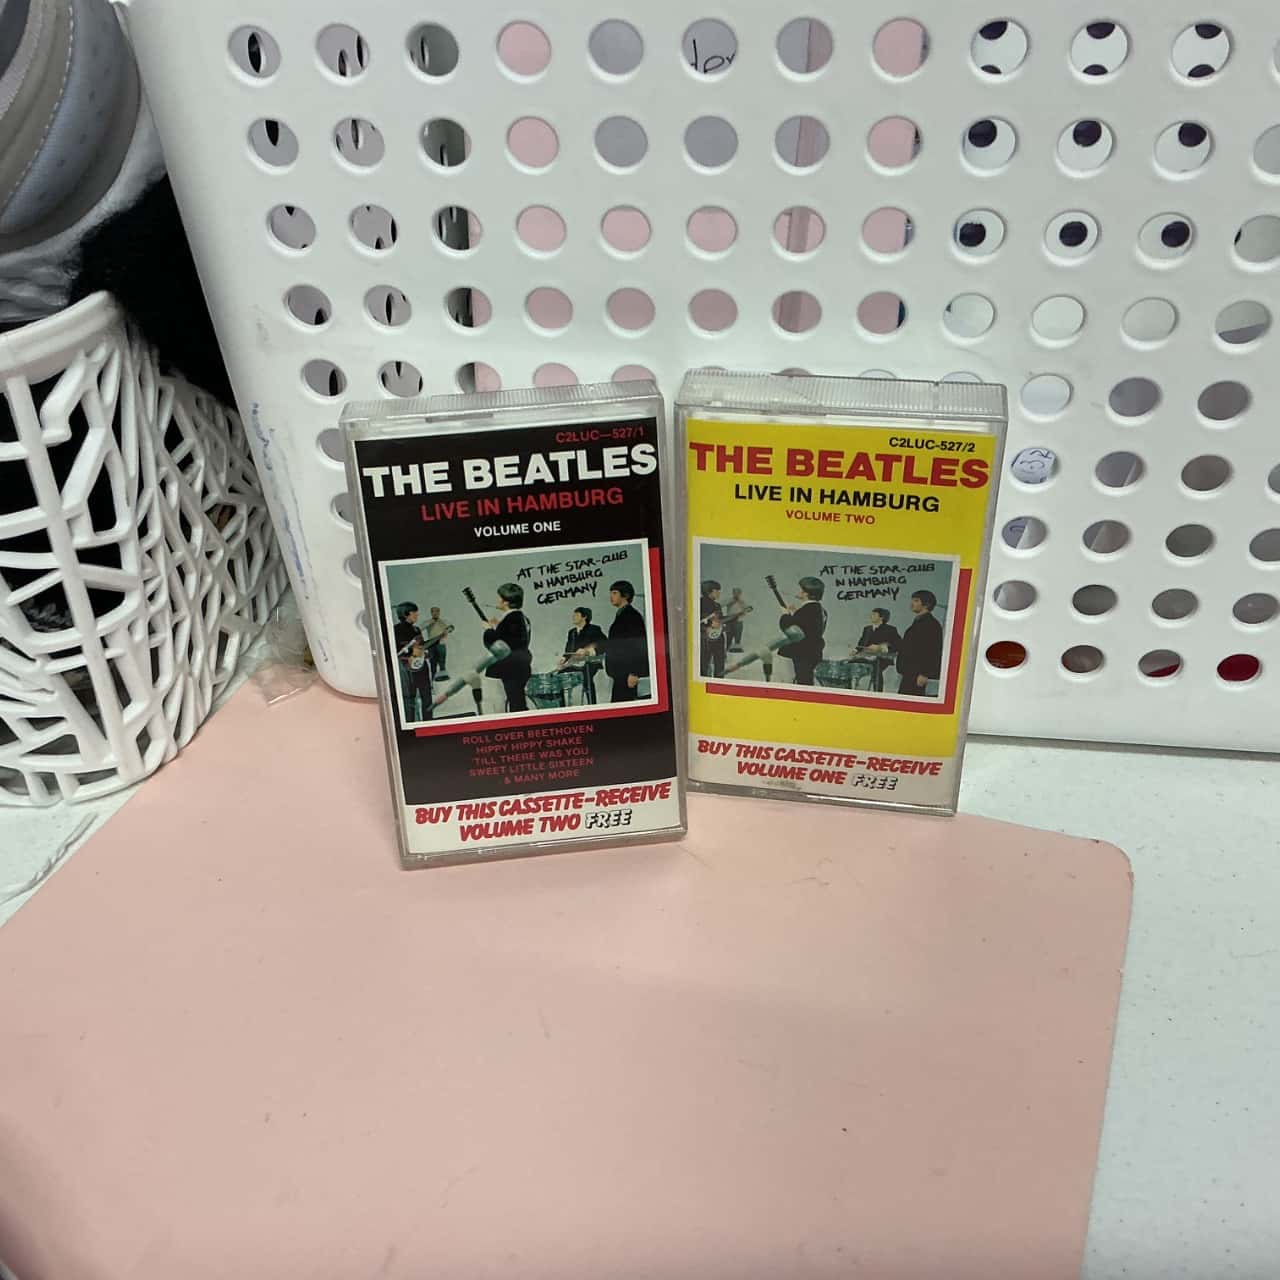 C2LUC—527/1
THE BEATLES
LIVE IN HAMBURG
VOLUME ONE
AT THE STAR-CLUB
IN HAMBURG
GERMANY
ROLL OVER BEETHOVEN
HIPPY HIPPY SHAKE
'TILL THERE WAS YOU
SWEET LITTLE SIXTEEN
& MANY MORE
BUY THIS CASSETTE-RECEIVE
VOLUME TWO FREE
C2LUC-527/2
THE BEATLES
LIVE IN HAMBURG
VOLUME TWO
AT THE STAR-CLUB
IN HAMBURG
GERMANY
BUY THIS CASSETTE-RECEIVE
VOLUME ONE FREE